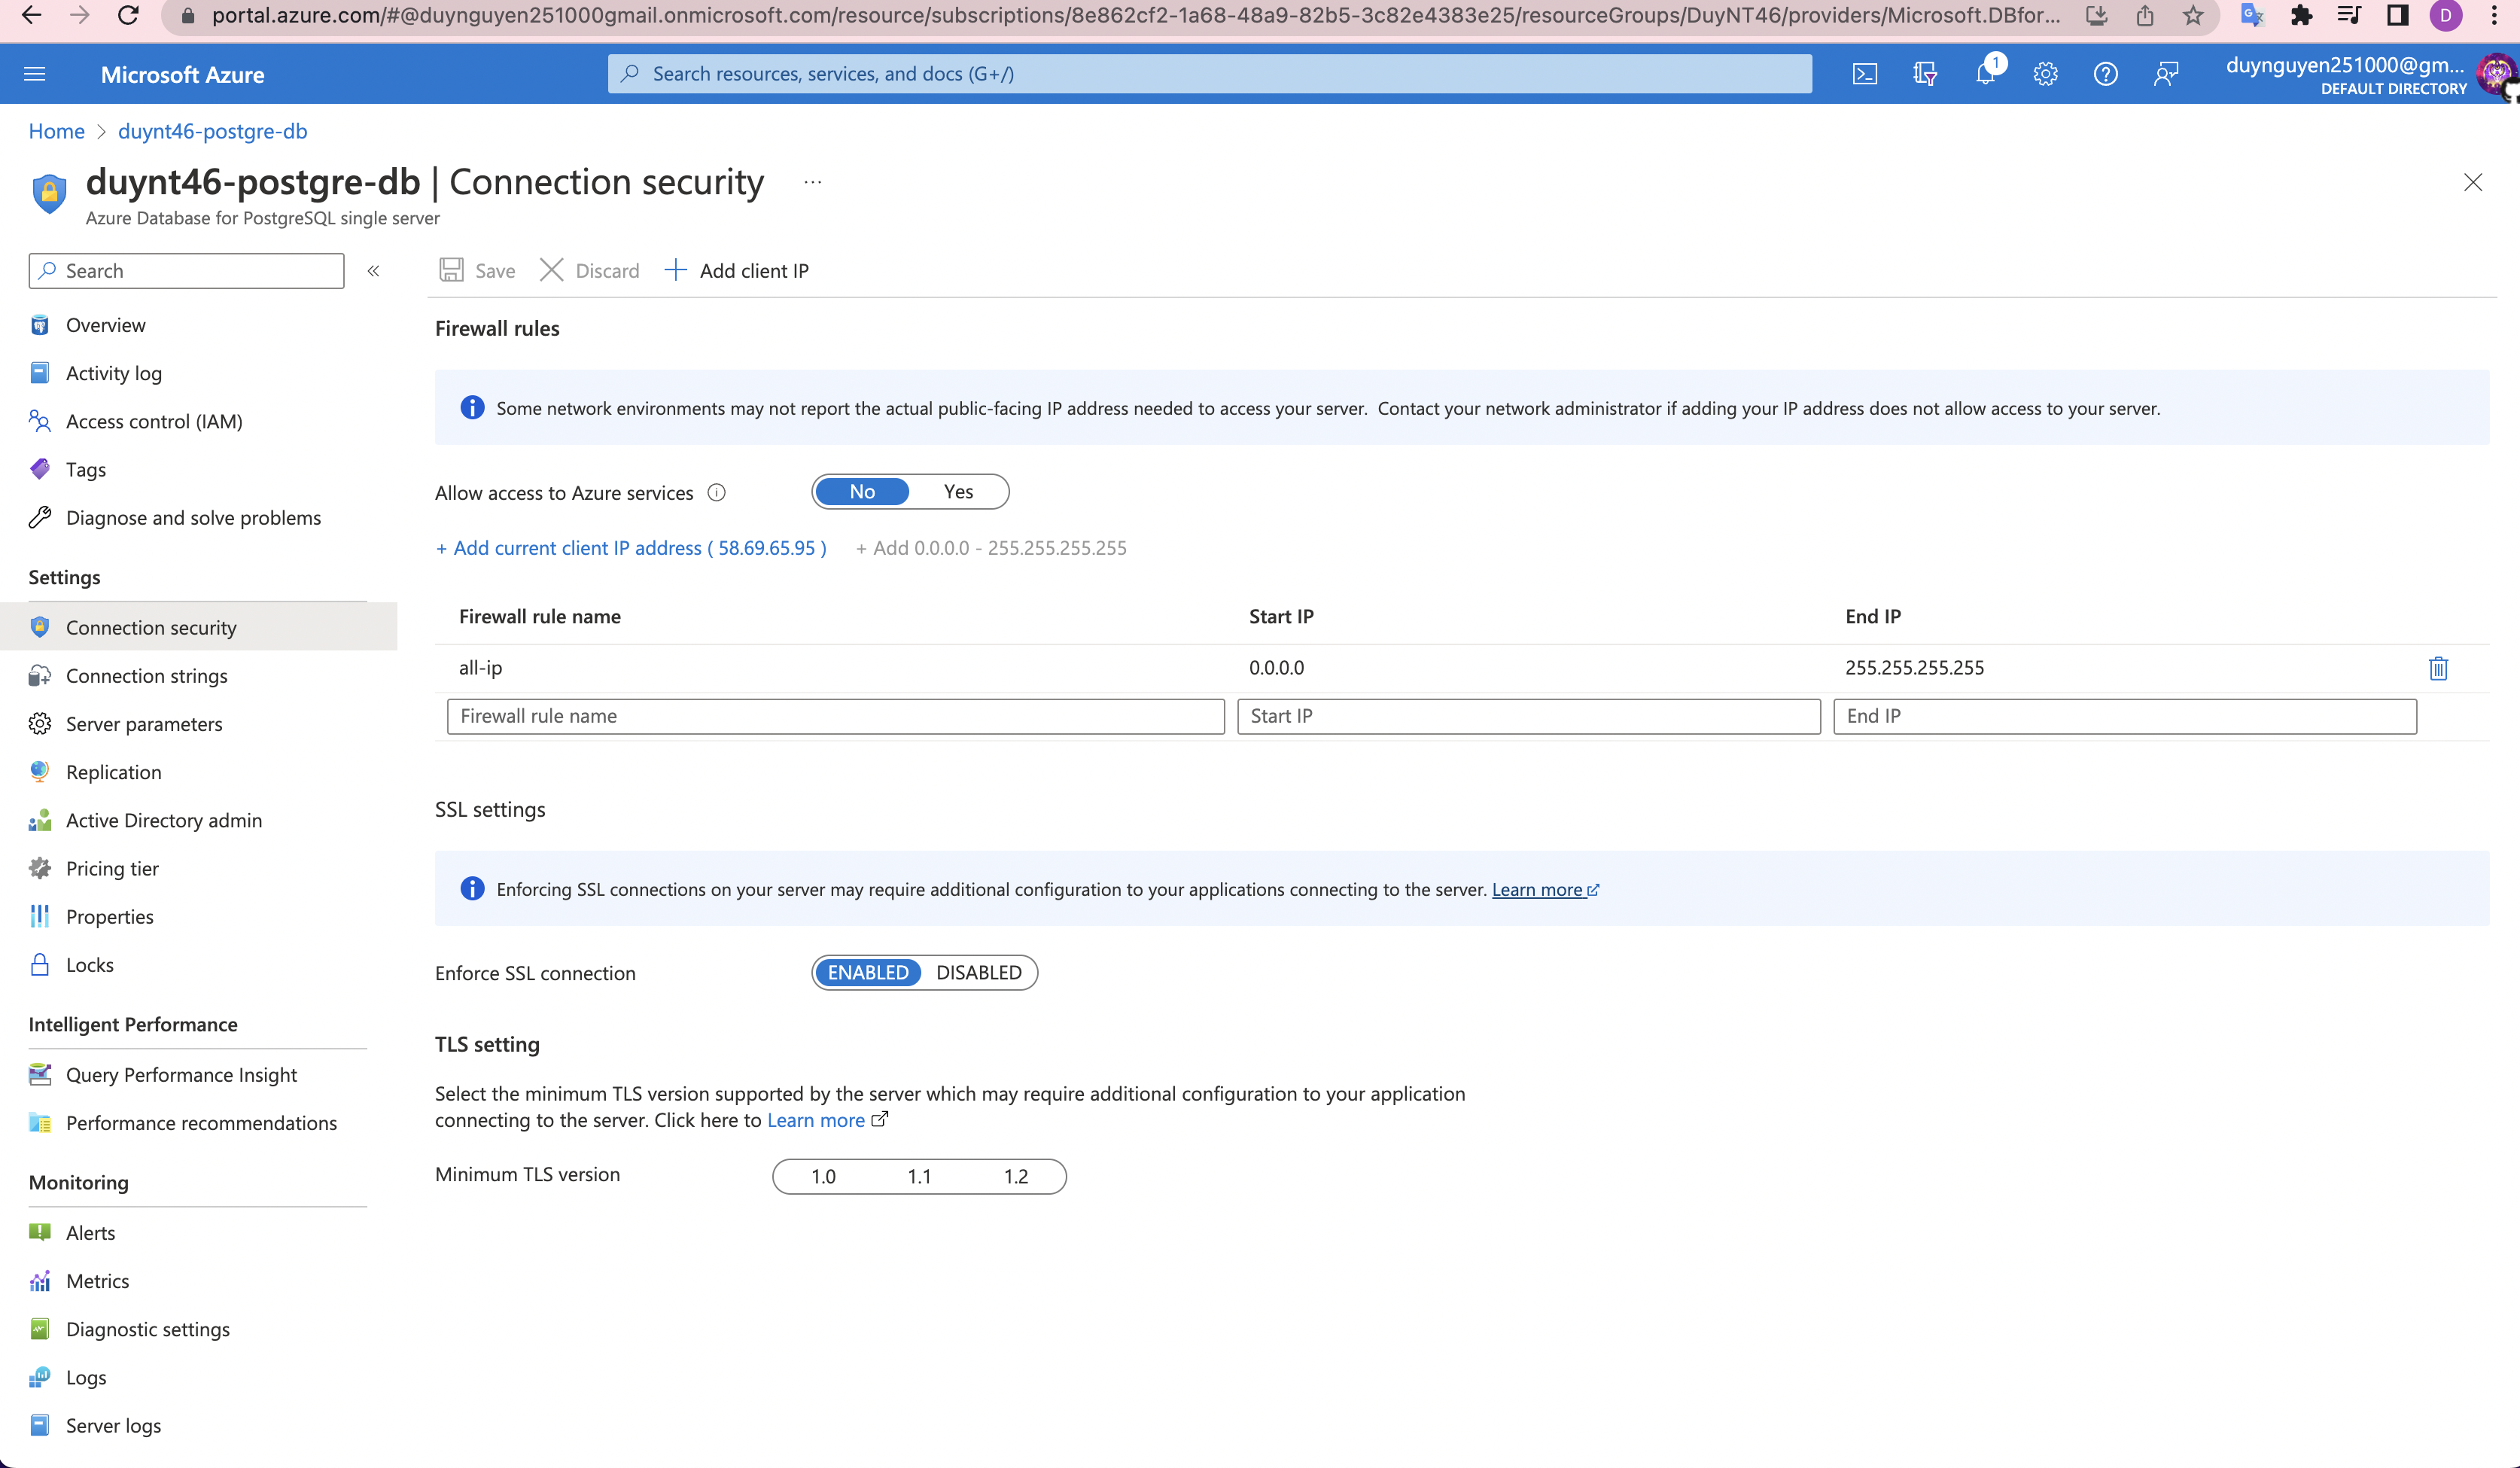 portal.azure.com/#@duynguyen251000gmail.onmicrosoft.com/resource/subscriptions/8e862cf2-1a68-48a9-82b5-3c82e4383e25/resourceGroups/DuyNT46/providers/Microsoft.DBfor...
D
Microsoft Azure
Search resources, services, and docs (G+/)
1
duynguyen251000@gm...
DEFAULT DIRECTORY
Home > duynt46-postgre-db
duynt46-postgre-db | Connection security ...
Azure Database for PostgreSQL single server
Search
«
Save
Discard
Add client IP
Overview
Activity log
Access control (IAM)
Tags
Diagnose and solve problems
Settings
Connection security
Connection strings
Server parameters
Replication
Active Directory admin
Pricing tier
Properties
Locks
Intelligent Performance
Query Performance Insight
Performance recommendations
Monitoring
Alerts
Metrics
Diagnostic settings
Logs
Server logs
Firewall rules
Some network environments may not report the actual public-facing IP address needed to access your server. Contact your network administrator if adding your IP address does not allow access to your server.
Allow access to Azure services
No Yes
+ Add current client IP address ( 58.69.65.95 )
+ Add 0.0.0.0 - 255.255.255.255
Firewall rule name Start IP End IP
all-ip 0.0.0.0 255.255.255.255
Firewall rule name Start IP End IP
SSL settings
Enforcing SSL connections on your server may require additional configuration to your applications connecting to the server. Learn more
Enforce SSL connection
ENABLED DISABLED
TLS setting
Select the minimum TLS version supported by the server which may require additional configuration to your application
connecting to the server. Click here to Learn more
Minimum TLS version
1.0 1.1 1.2